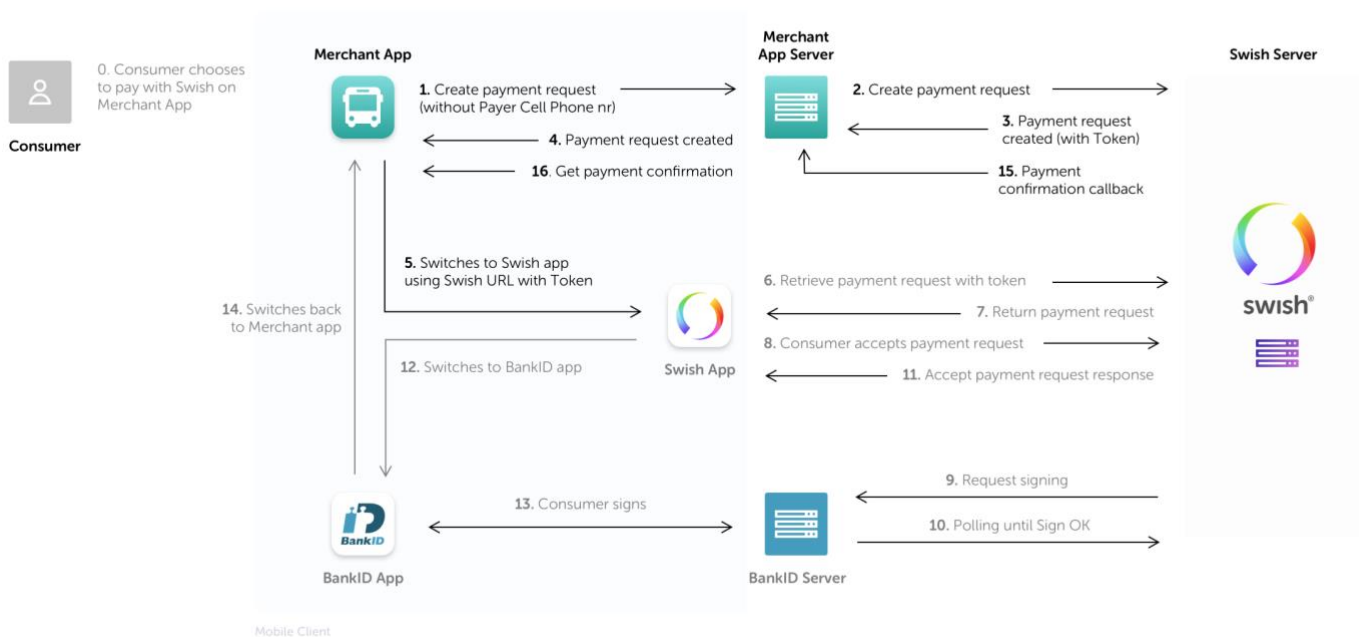 Merchant App
Merchant
App Server
Swish Server
0. Consumer chooses
to pay with Swish on
Merchant App
Consumer
1. Create payment request
(without Payer Cell Phone nr)
2. Create payment request
3. Payment request
created (with Token)
4. Payment request created
16. Get payment confirmation
15. Payment
confirmation callback
5. Switches to Swish app
using Swish URL with Token
6. Retrieve payment request with token
swish®
14. Switches back
to Merchant app
7. Return payment request
8. Consumer accepts payment request
12. Switches to BankID app
Swish App
11. Accept payment request response
9. Request signing
13. Consumer signs
10. Polling until Sign OK
BankID
BankID App
BankID Server
Mobile Client